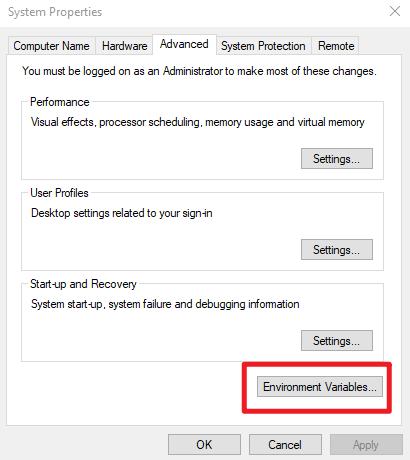 System Properties
Computer Name Hardware Advanced System Protection Remote
You must be logged on as an Administrator to make most of these changes.
Performance
Visual effects, processor scheduling, memory usage and virtual memory
Settings...
User Profiles
Desktop settings related to your sign-in
Settings...
Start-up and Recovery
System start-up, system failure and debugging information
Settings...
Environment Variables...
OK Cancel Apply